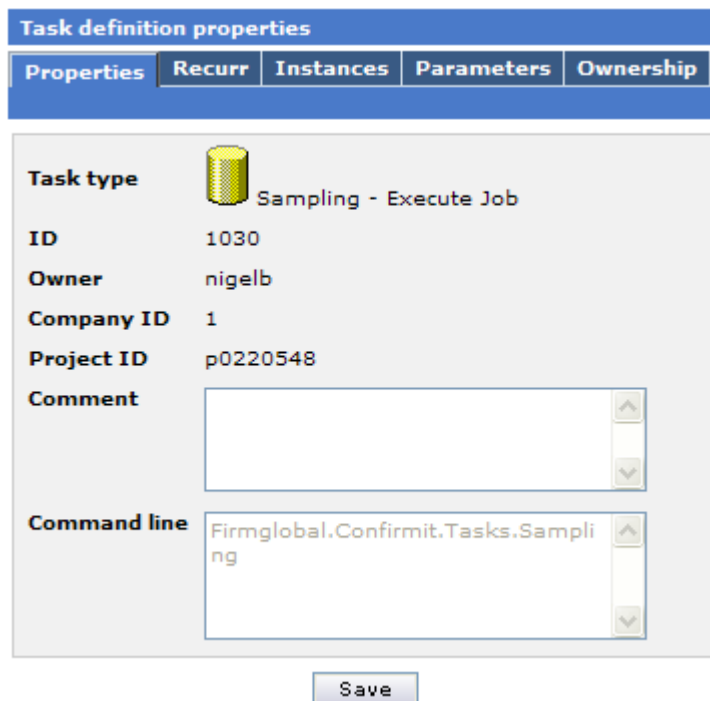 Task definition properties
Properties Recurr Instances Parameters Ownership
Task type Sampling - Execute Job
ID 1030
Owner nigelb
Company ID 1
Project ID p0220548
Comment
Command line Firmglobal.Confirmit.Tasks.Sampli
ng
Save